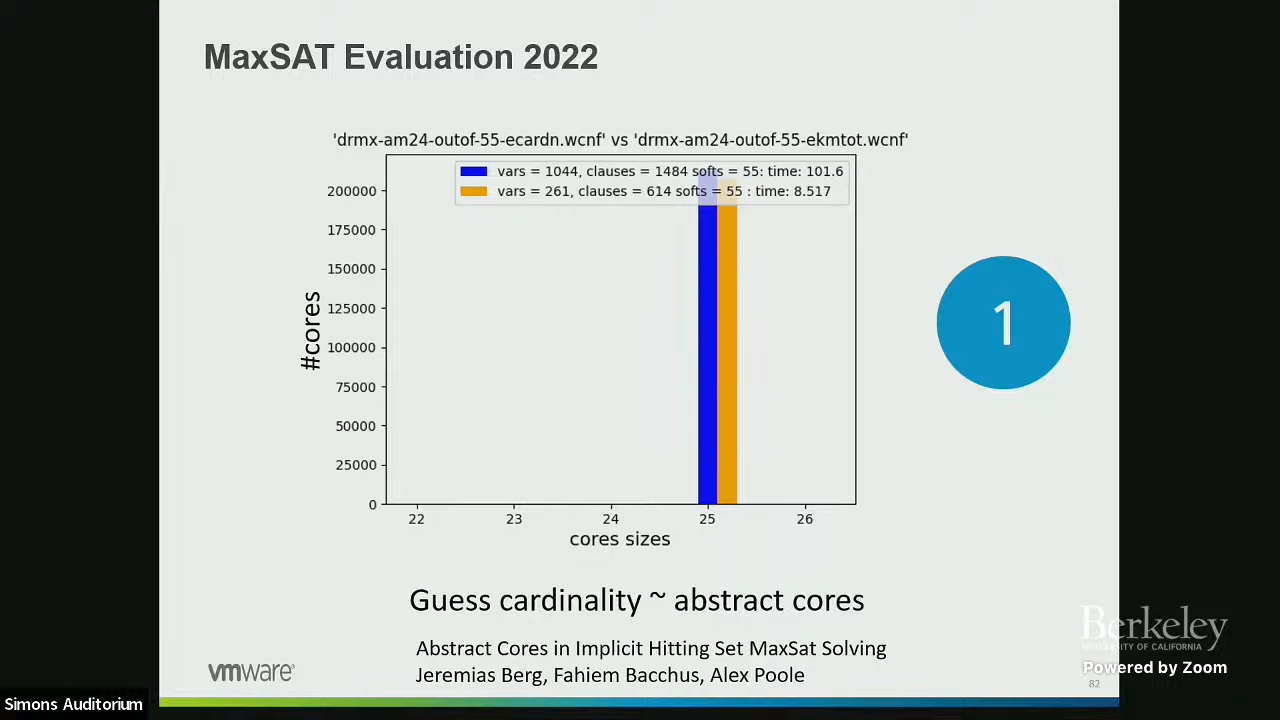 MaxSAT Evaluation 2022
'drmx-am24-outof-55-ecardn.wcnf' vs 'drmx-am24-outof-55-ekmtot.wcnf'
vars = 1044, clauses = 1484 softs = 55: time: 101.6
vars = 261, clauses = 614 softs = 55 : time: 8.517
200000
175000
150000
125000
100000
75000
50000
25000
0
#cores
22 23 24 25 26
cores sizes
1
Guess cardinality ~ abstract cores
Abstract Cores in Implicit Hitting Set MaxSat Solving
Jeremias Berg, Fahiem Bacchus, Alex Poole
vmware
Berkeley
UNIVERSITY OF CALIFORNIA
Powered by Zoom
82
Simons Auditorium